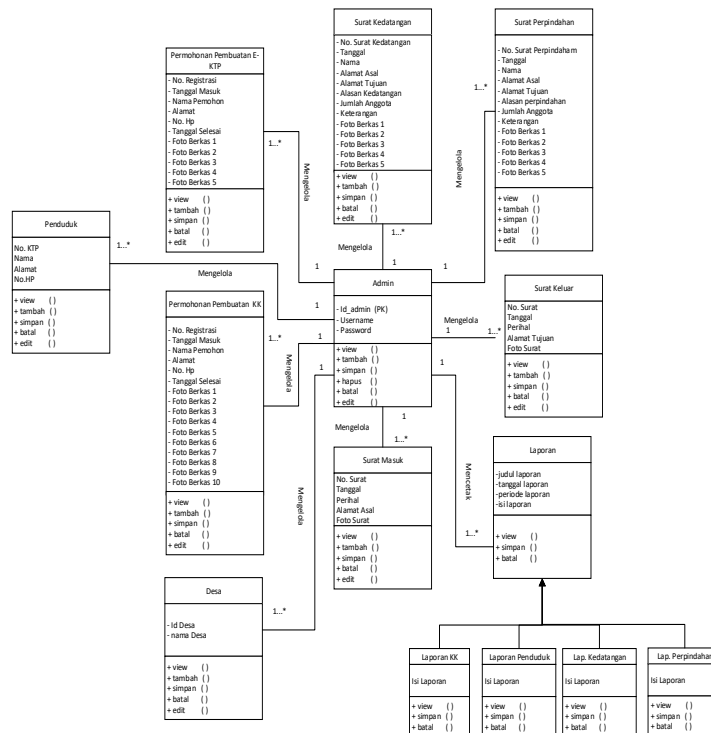 Surat Kedatangan
- No. Surat Kedatangan
- Tanggal
- Nama
- Alamat Asal
- Alamat Tujuan
- Alasan Kedatangan
- Jumlah Anggota
- Keterangan
- Foto Berkas 1
- Foto Berkas 2
- Foto Berkas 3
- Foto Berkas 4
- Foto Berkas 5
+ view ( )
+ tambah ( )
+ simpan ( )
+ batal ( )
+ edit ( )
Surat Perpindahan
- No. Surat Perpindaham
- Tanggal
- Nama
- Alamat Asal
- Alamat Tujuan
- Alasan perpindahan
- Jumlah Anggota
- Keterangan
- Foto Berkas 1
- Foto Berkas 2
- Foto Berkas 3
- Foto Berkas 4
- Foto Berkas 5
+ view ( )
+ tambah ( )
+ simpan ( )
+ batal ( )
+ edit ( )
Permohonan Pembuatan E-
KTP
- No. Registrasi
- Tanggal Masuk
- Nama Pemohon
- Alamat
- No. Hp
- Tanggal Selesai
- Foto Berkas 1
- Foto Berkas 2
- Foto Berkas 3
- Foto Berkas 4
- Foto Berkas 5
+ view ( )
+ tambah ( )
+ simpan ( )
+ batal ( )
+ edit ( )
1...*
Mengelola
1
1...*
Mengelola
1
1...*
Mengelola
1
Penduduk
No. KTP
Nama
Alamat
No.HP
+ view ( )
+ tambah ( )
+ simpan ( )
+ batal ( )
+ edit ( )
1...*
Mengelola
1
Admin
- Id_admin (PK)
- Username
- Password
+ view ( )
+ tambah ( )
+ simpan ( )
+ hapus ( )
+ batal ( )
+ edit ( )
Surat Keluar
No. Surat
Tanggal
Perihal
Alamat Tujuan
Foto Surat
+ view ( )
+ tambah ( )
+ simpan ( )
+ batal ( )
+ edit ( )
Mengelola
1
1...*
Permohonan Pembuatan KK
- No. Registrasi
- Tanggal Masuk
- Nama Pemohon
- Alamat
- No. Hp
- Tanggal Selesai
- Foto Berkas 1
- Foto Berkas 2
- Foto Berkas 3
- Foto Berkas 4
- Foto Berkas 5
- Foto Berkas 6
- Foto Berkas 7
- Foto Berkas 8
- Foto Berkas 9
- Foto Berkas 10
+ view ( )
+ tambah ( )
+ simpan ( )
+ batal ( )
+ edit ( )
1...*
Mengelola
1
1
Mengelola
1...*
1
Mengelola
1...*
Surat Masuk
No. Surat
Tanggal
Perihal
Alamat Asal
Foto Surat
+ view ( )
+ tambah ( )
+ simpan ( )
+ batal ( )
+ edit ( )
1
Mencetak
1...*
Laporan
-judul laporan
-tanggal laporan
-periode laporan
-isi laporan
+ view ( )
+ simpan ( )
+ batal ( )
Desa
- Id Desa
- nama Desa
+ view ( )
+ tambah ( )
+ simpan ( )
+ batal ( )
+ edit ( )
Laporan KK
Isi Laporan
+ view ( )
+ simpan ( )
+ batal ( )
Laporan Penduduk
Isi Laporan
+ view ( )
+ simpan ( )
+ batal ( )
Lap. Kedatangan
Isi Laporan
+ view ( )
+ simpan ( )
+ batal ( )
Lap. Perpindahan
Isi Laporan
+ view ( )
+ simpan ( )
+ batal ( )